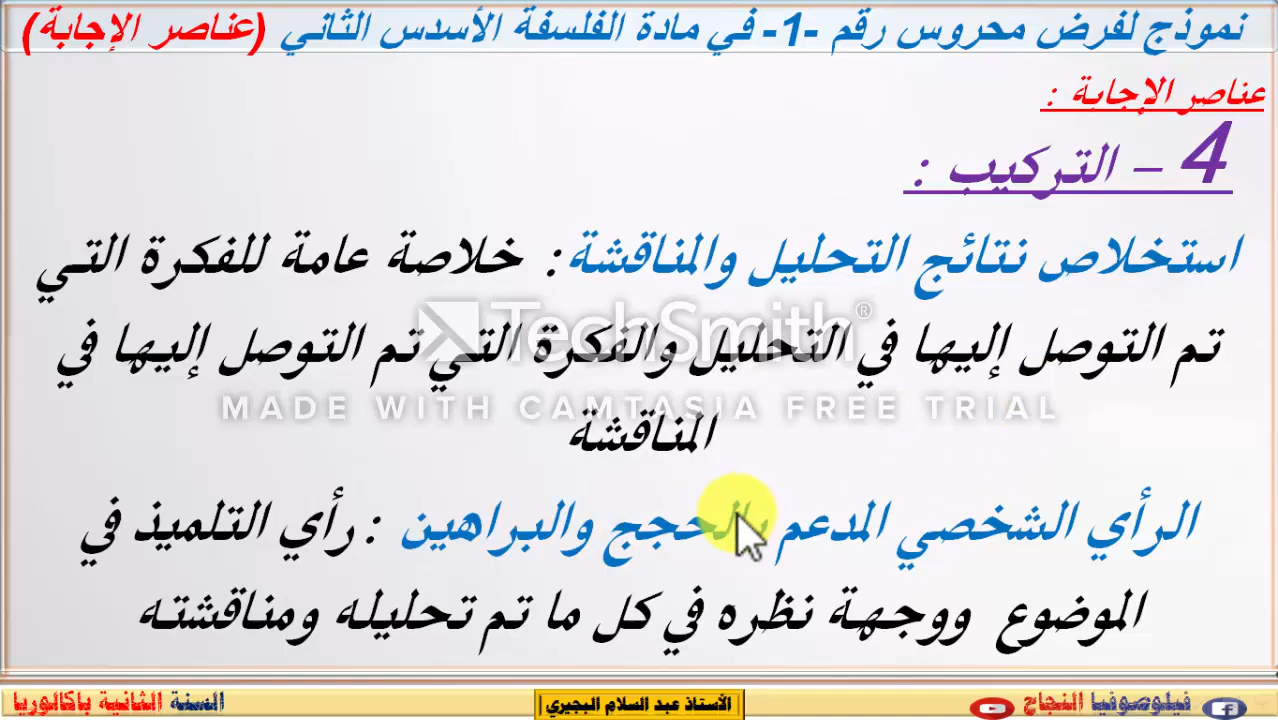 نموذج لفرض محروس رقم -1- في مادة الفلسفة الأسدس الثاني (عناصر الإجابة)
عناصر الإجابة :
4 – التركيب :
استخلاص نتائج التحليل والمناقشة : خلاصة عامة للفكرة التي
تم التوصل إليها في التحليل والفكرة التي تم التوصل إليها في
TechSmith®
MADE WITH CAMTASIA FREE TRIAL
المناقشة
الرأي الشخصي المدعم بالحجج والبراهين : رأي التلميذ في
الموضوع ووجهة نظره في كل ما تم تحليله ومناقشته
فيلوصوفيا النجاح
الأستاذ عبد السلام البجيري
السنة الثانية باكالوريا